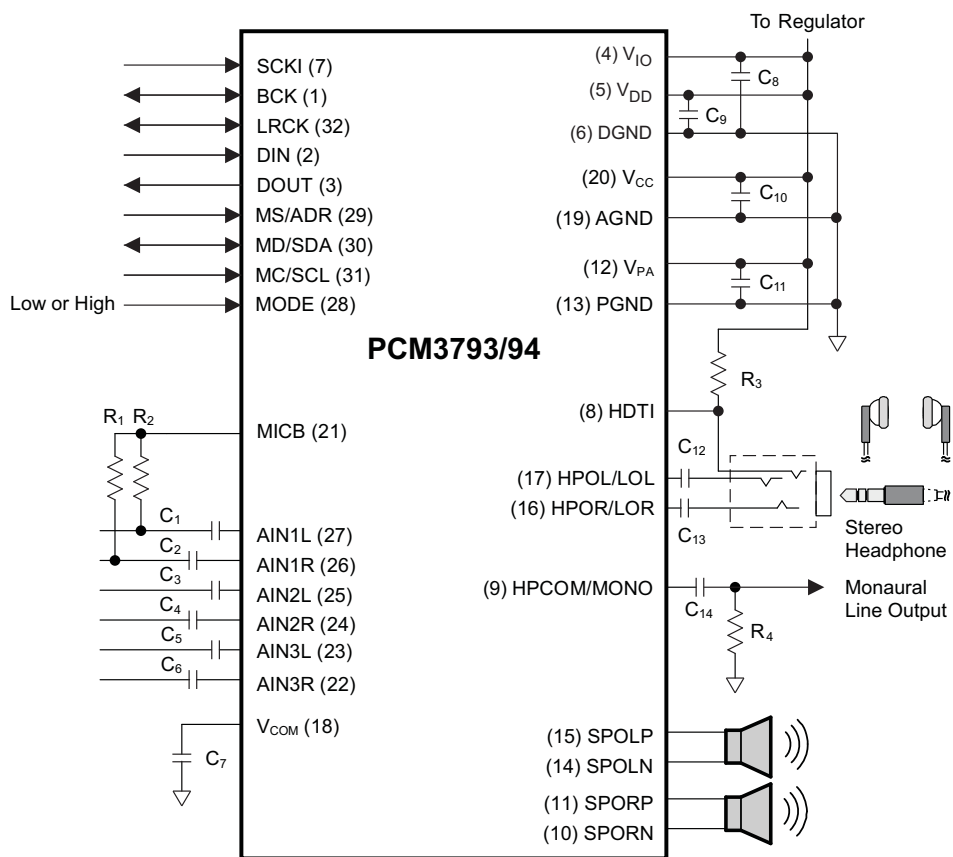 To Regulator
SCKI (7)
BCK (1)
LRCK (32)
DIN (2)
DOUT (3)
MS/ADR (29)
MD/SDA (30)
MC/SCL (31)
Low or High
MODE (28)
(4) VIO
C8
(5) VDD
C9
(6) DGND
(20) VCC
C10
(19) AGND
(12) VPA
C11
(13) PGND
PCM3793/94
R3
(8) HDTI
R1 R2
MICB (21)
C1
AIN1L (27)
C2
AIN1R (26)
C3
AIN2L (25)
C4
AIN2R (24)
C5
AIN3L (23)
C6
AIN3R (22)
VCOM (18)
C7
C12
(17) HPOL/LOL
(16) HPOR/LOR
C13
Stereo
Headphone
(9) HPCOM/MONO
C14
R4
Monaural
Line Output
(15) SPOLP
(14) SPOLN
(11) SPORP
(10) SPORN